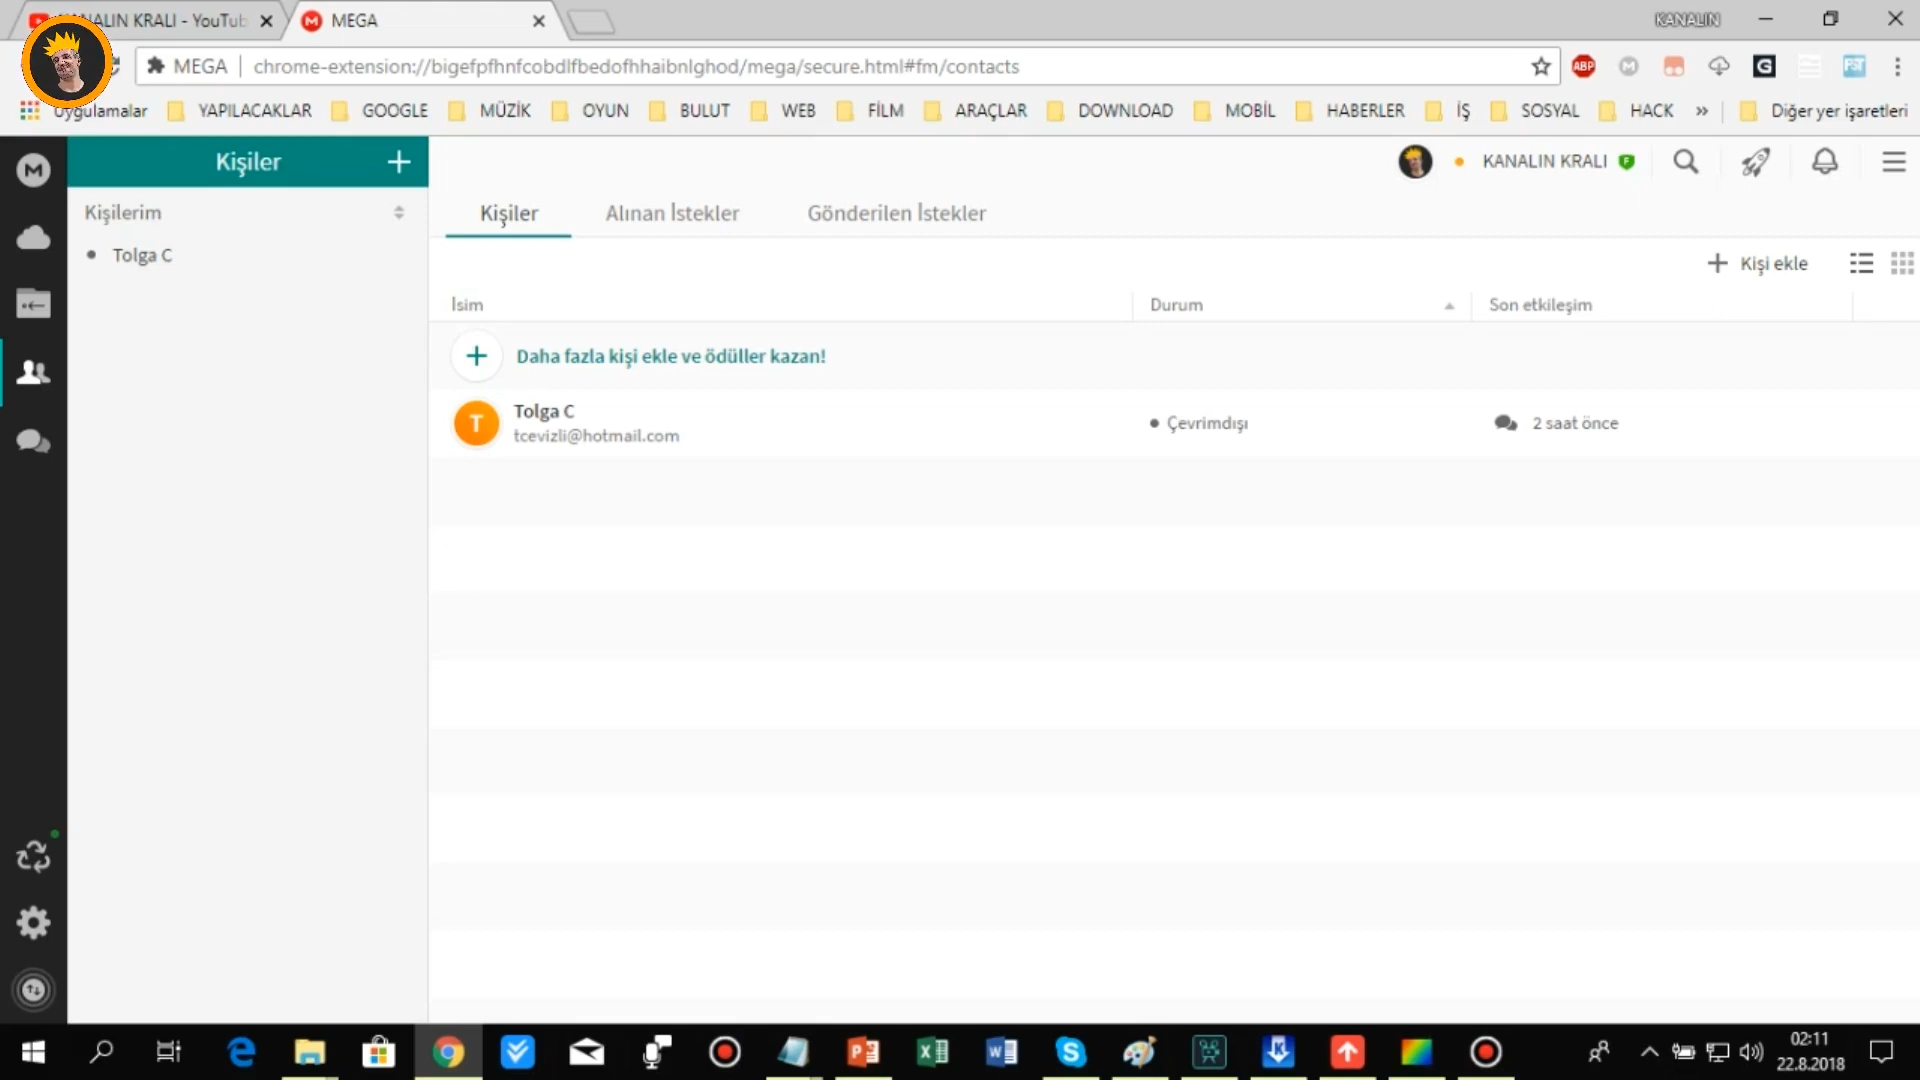 KANALIN KRALI - YouTub
MEGA
KANALIN
MEGA
chrome-extension://bigefpfhnfcobdlfbedofhhaibnlghod/mega/secure.html#fm/contacts
ABP
Uygulamalar
YAPILACAKLAR
GOOGLE
MÜZİK
OYUN
BULUT
WEB
FİLM
ARAÇLAR
DOWNLOAD
MOBİL
HABERLER
İŞ
SOSYAL
HACK
»
Diğer yer işaretleri
Kişiler
KANALIN KRALI
Kişilerim
Tolga C
Kişiler
Alınan İstekler
Gönderilen İstekler
Kişi ekle
İsim
Durum
Son etkileşim
Daha fazla kişi ekle ve ödüller kazan!
T
Tolga C
tcevizli@hotmail.com
Çevrimdışı
2 saat önce
02:11
22.8.2018